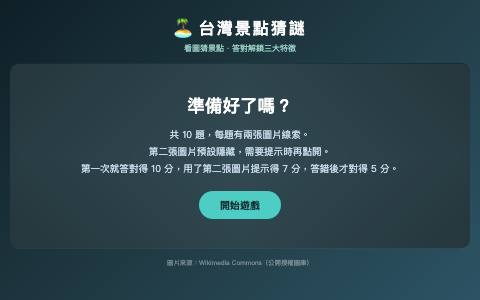 台灣景點猜謎
看圖猜景點 · 答對解鎖三大特徵
準備好了嗎？
共 10 題，每題有兩張圖片線索。
第二張圖片預設隱藏，需要提示時再點開。
第一次就答對得 10 分，用了第二張圖片提示得 7 分，答錯後才對得 5 分。
開始遊戲
圖片來源：Wikimedia Commons（公開授權圖庫）